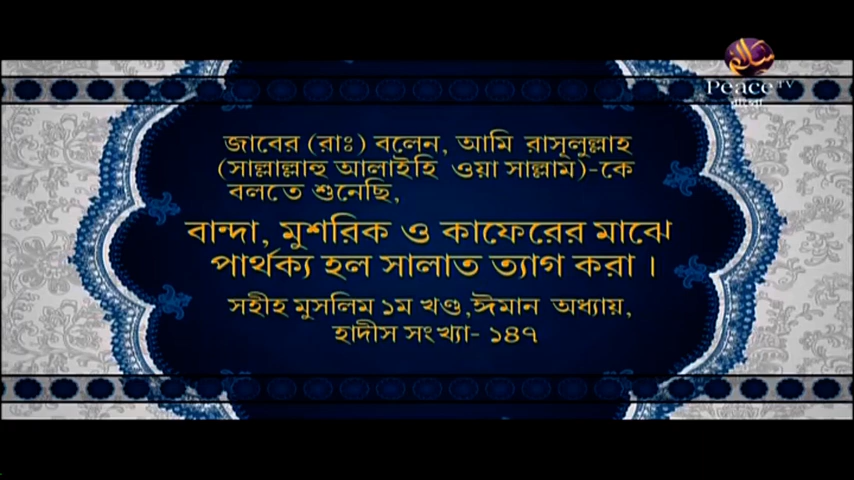 سلام
Peace TV
বাংলা
জাবের (রাঃ) বলেন, আমি রাসূলুল্লাহ
(সাল্লাল্লাহু আলাইহি ওয়া সাল্লাম)-কে
বলতে শুনেছি,
বান্দা, মুশরিক ও কাফেরের মাঝে
পার্থক্য হল সালাত ত্যাগ করা ।
সহীহ মুসলিম ১ম খণ্ড,ঈমান অধ্যায়,
হাদীস সংখ্যা- ১৪৭